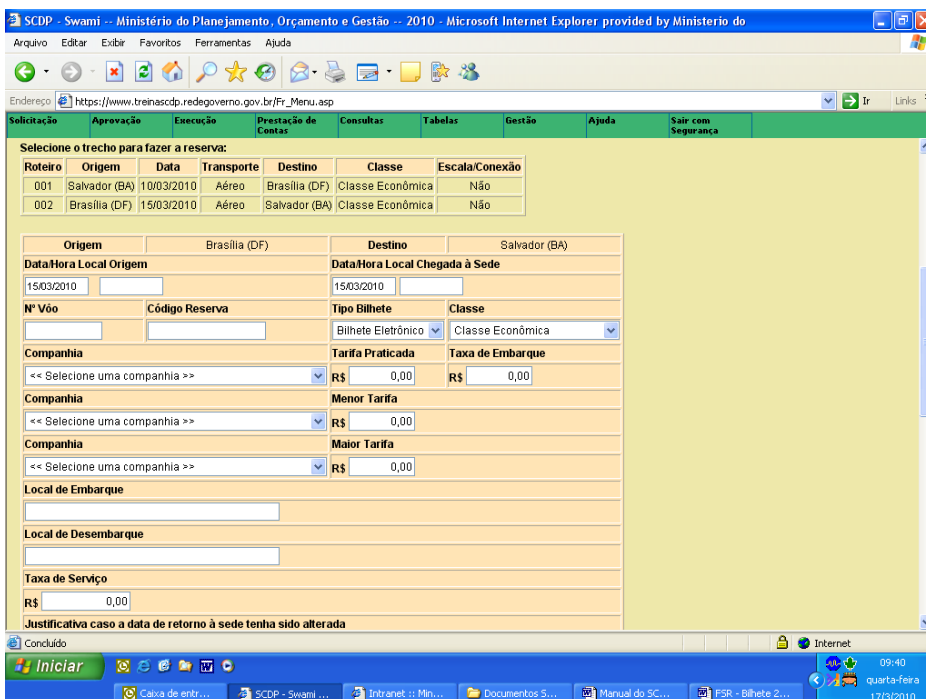 SCDP - Swami -- Ministério do Planejamento, Orçamento e Gestão -- 2010 - Microsoft Internet Explorer provided by Ministerio do
Arquivo Editar Exibir Favoritos Ferramentas Ajuda
Endereço https://www.treinascdp.redegoverno.gov.br/Fr_Menu.asp Ir Links
Solicitação Aprovação Execução Prestação de Contas Consultas Tabelas Gestão Ajuda Sair com Segurança
Selecione o trecho para fazer a reserva:
Roteiro Origem Data Transporte Destino Classe Escala/Conexão
001 Salvador (BA) 10/03/2010 Aéreo Brasília (DF) Classe Econômica Não
002 Brasília (DF) 15/03/2010 Aéreo Salvador (BA) Classe Econômica Não
Origem Brasília (DF) Destino Salvador (BA)
Data/Hora Local Origem Data/Hora Local Chegada à Sede
15/03/2010 15/03/2010
Nº Vôo Código Reserva Tipo Bilhete Classe
Bilhete Eletrônico Classe Econômica
Companhia Tarifa Praticada Taxa de Embarque
<< Selecione uma companhia >> R$ 0,00 R$ 0,00
Companhia Menor Tarifa
<< Selecione uma companhia >> R$ 0,00
Companhia Maior Tarifa
<< Selecione uma companhia >> R$ 0,00
Local de Embarque
Local de Desembarque
Taxa de Serviço
R$ 0,00
Justificativa caso a data de retorno à sede tenha sido alterada
Concluído Internet
Iniciar 09:40
quarta-feira
Caixa de entr... SCDP - Swami ... Intranet :: Min... Documentos S... Manual do SC... FSR - Bilhete 2... 17/3/2010